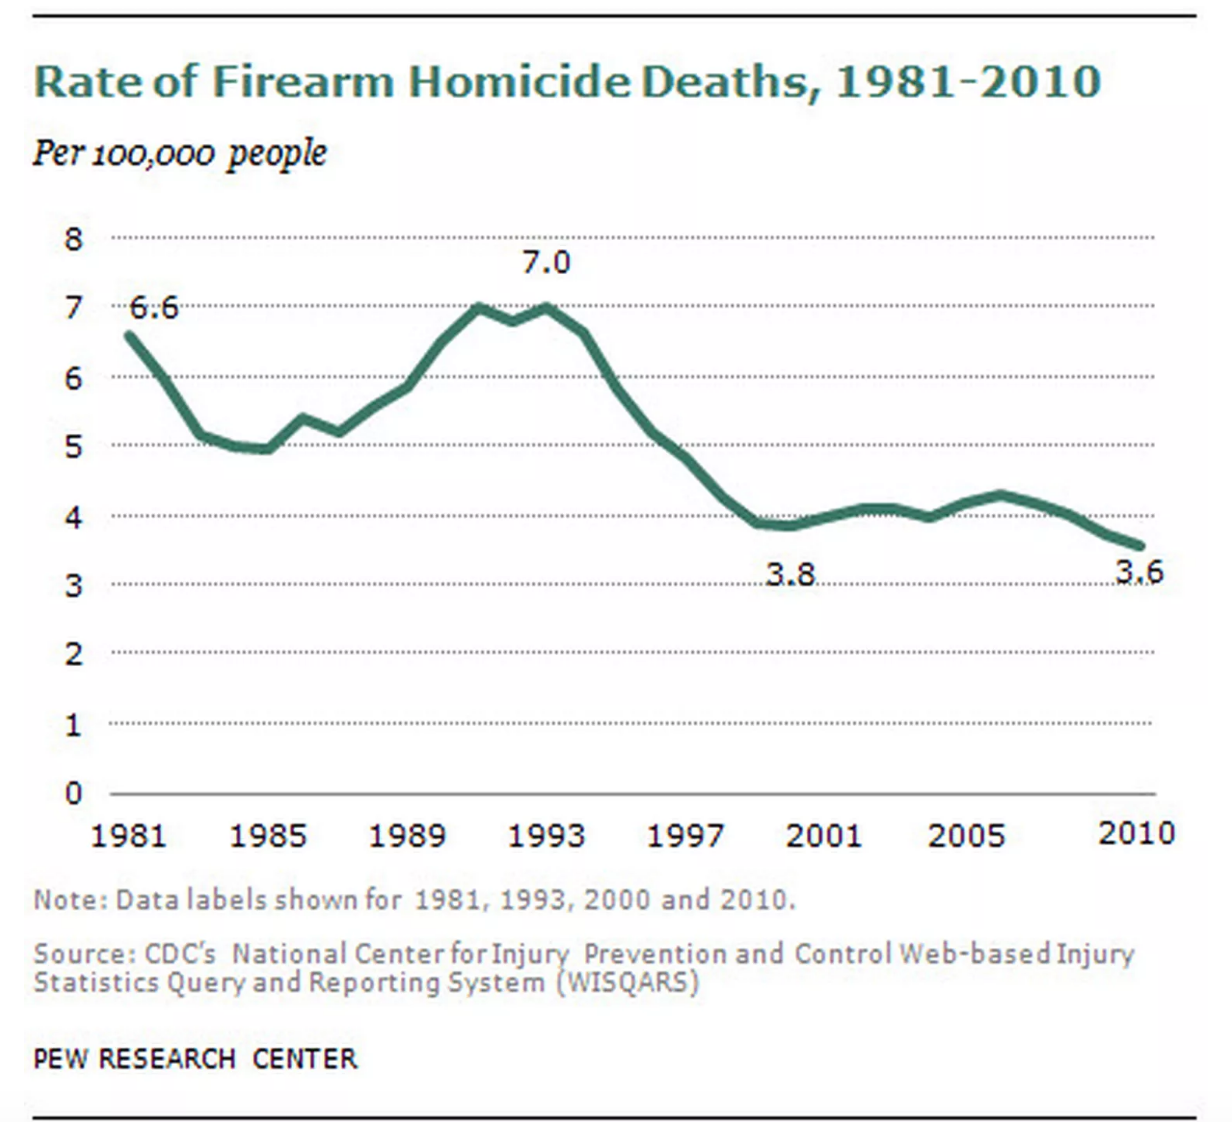 Rate of Firearm Homicide Deaths, 1981-2010
Per 100,000 people
8
7.0
7
6.6
6
5
4
3.8
3.6
3
2
1
0
1981 1985 1989 1993 1997 2001 2005 2010
Note: Data labels shown for 1981, 1993, 2000 and 2010.
Source: CDC's National Center for Injury Prevention and Control Web-based Injury
Statistics Query and Reporting System (WISQARS)
PEW RESEARCH CENTER